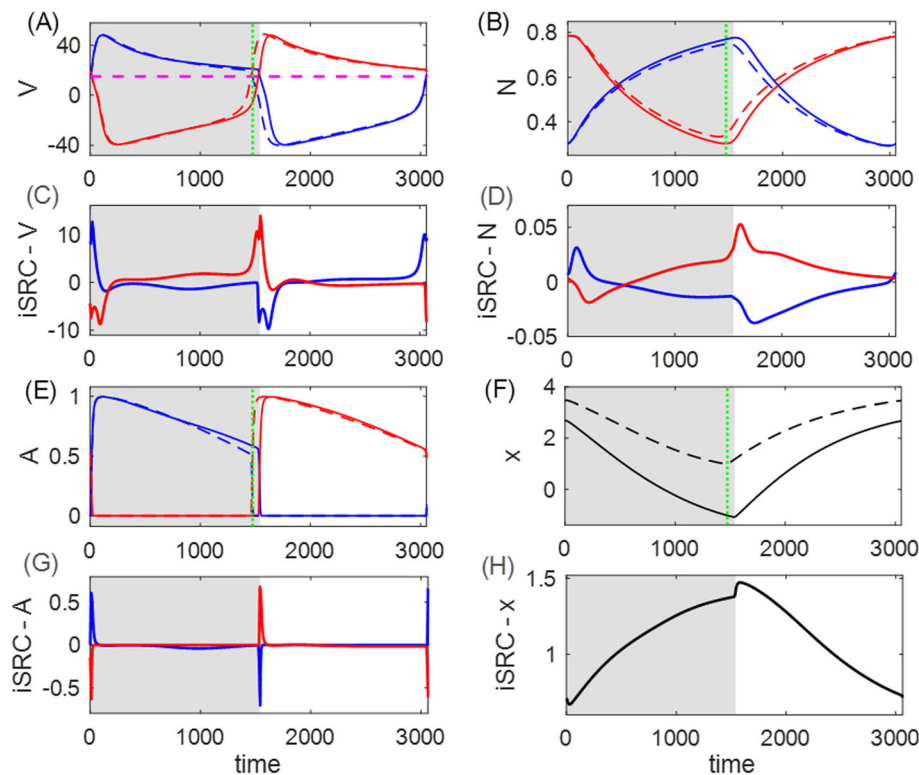 (A)
40
0
-40
V
0 1000 2000 3000
(B)
0.8
0.6
0.4
N
0 1000 2000 3000
(C)
10
0
-10
iSRC - V
0 1000 2000 3000
(D)
0.05
0
-0.05
iSRC - N
0 1000 2000 3000
(E)
1
0.5
0
A
0 1000 2000 3000
(F)
4
2
0
x
0 1000 2000 3000
(G)
0.5
0
-0.5
iSRC - A
0 1000 2000 3000
time
(H)
1.5
1
iSRC - x
0 1000 2000 3000
time